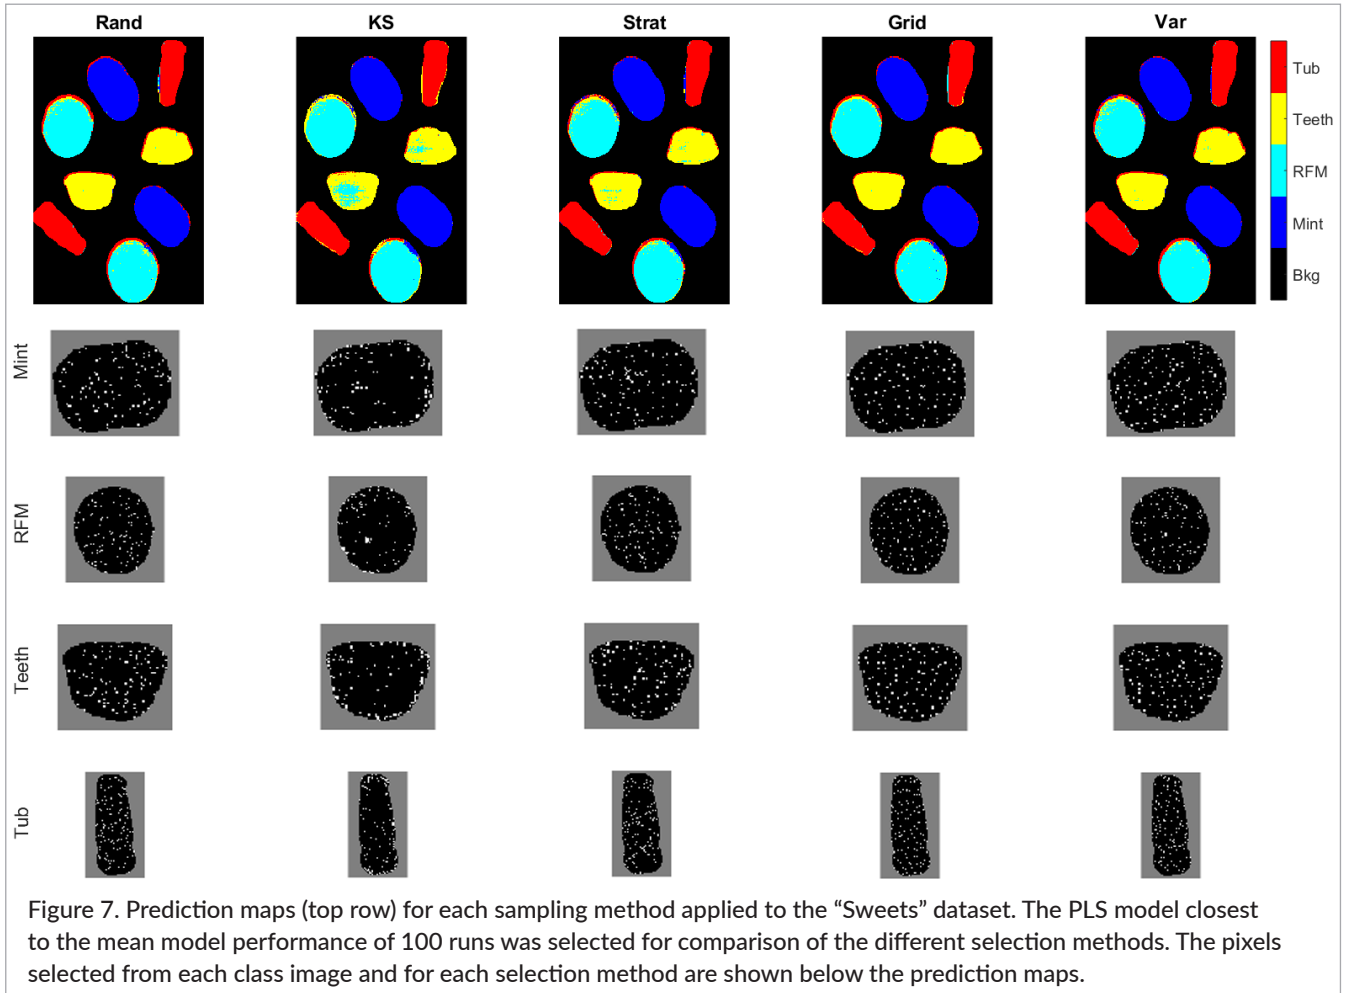 Rand KS Strat Grid Var
Tub
Teeth
RFM
Mint
Bkg
Mint
RFM
Teeth
Tub
Figure 7. Prediction maps (top row) for each sampling method applied to the “Sweets” dataset. The PLS model closest
to the mean model performance of 100 runs was selected for comparison of the different selection methods. The pixels
selected from each class image and for each selection method are shown below the prediction maps.